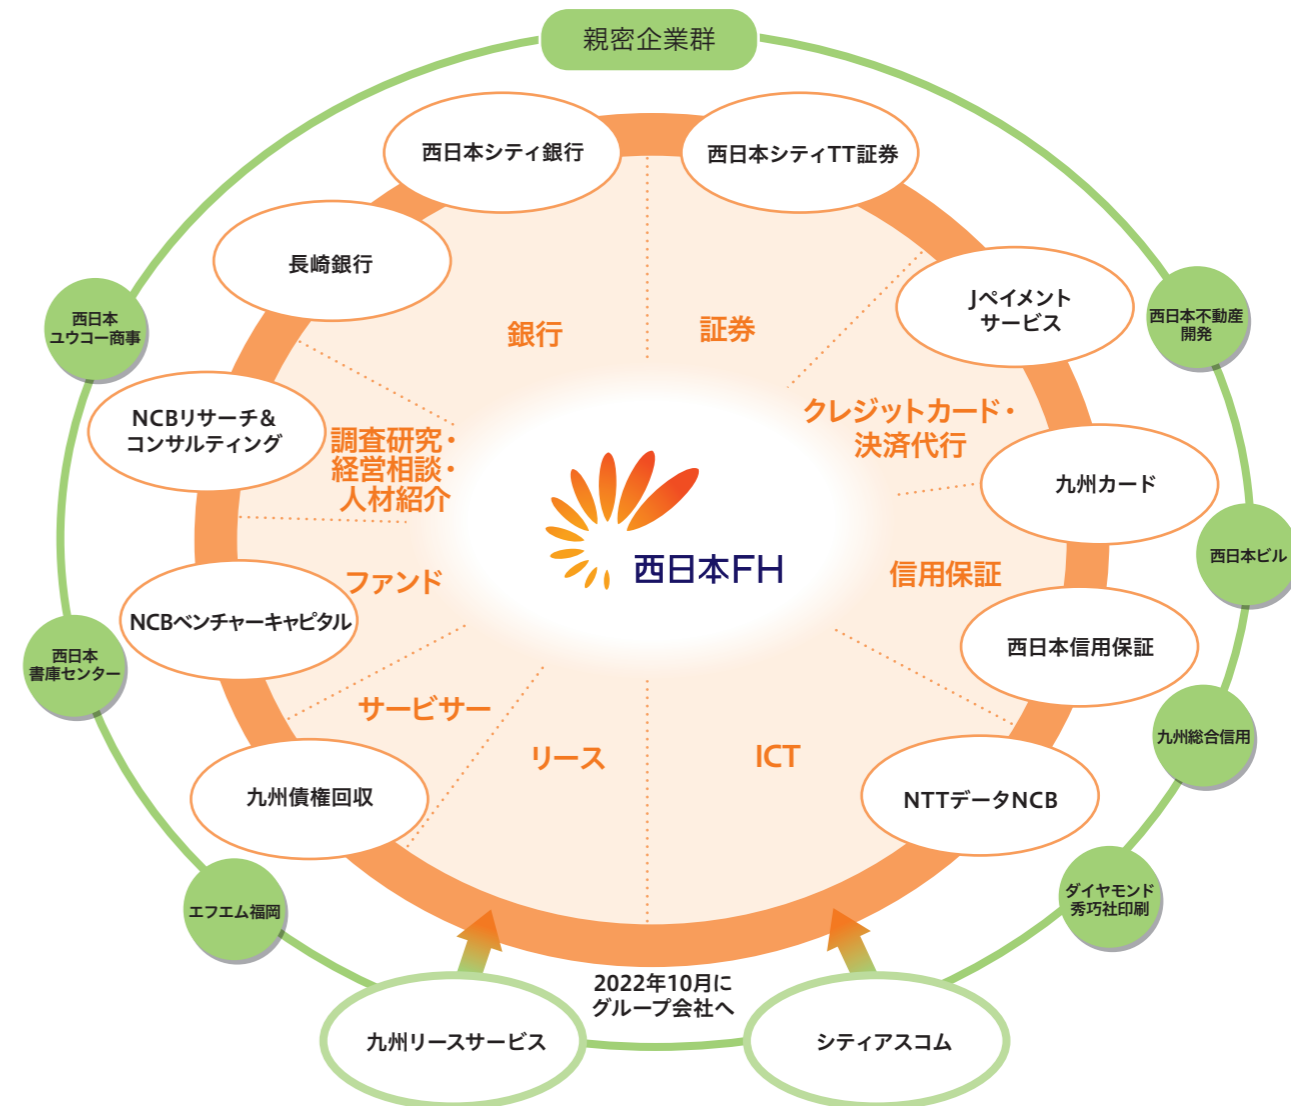 親密企業群
西日本シティ銀行
西日本シティTT証券
長崎銀行
Jペイメント
サービス
西日本
ユウコー商事
西日本不動産
開発
銀行
証券
NCBリサーチ&
コンサルティング
調査研究・
経営相談・
人材紹介
クレジットカード・
決済代行
九州カード
西日本FH
西日本ビル
ファンド
信用保証
NCBベンチャーキャピタル
西日本信用保証
西日本
書庫センター
サービサー
リース
ICT
九州総合信用
九州債権回収
NTTデータNCB
エフエム福岡
ダイヤモンド
秀巧社印刷
2022年10月に
グループ会社へ
九州リースサービス
シティアスコム